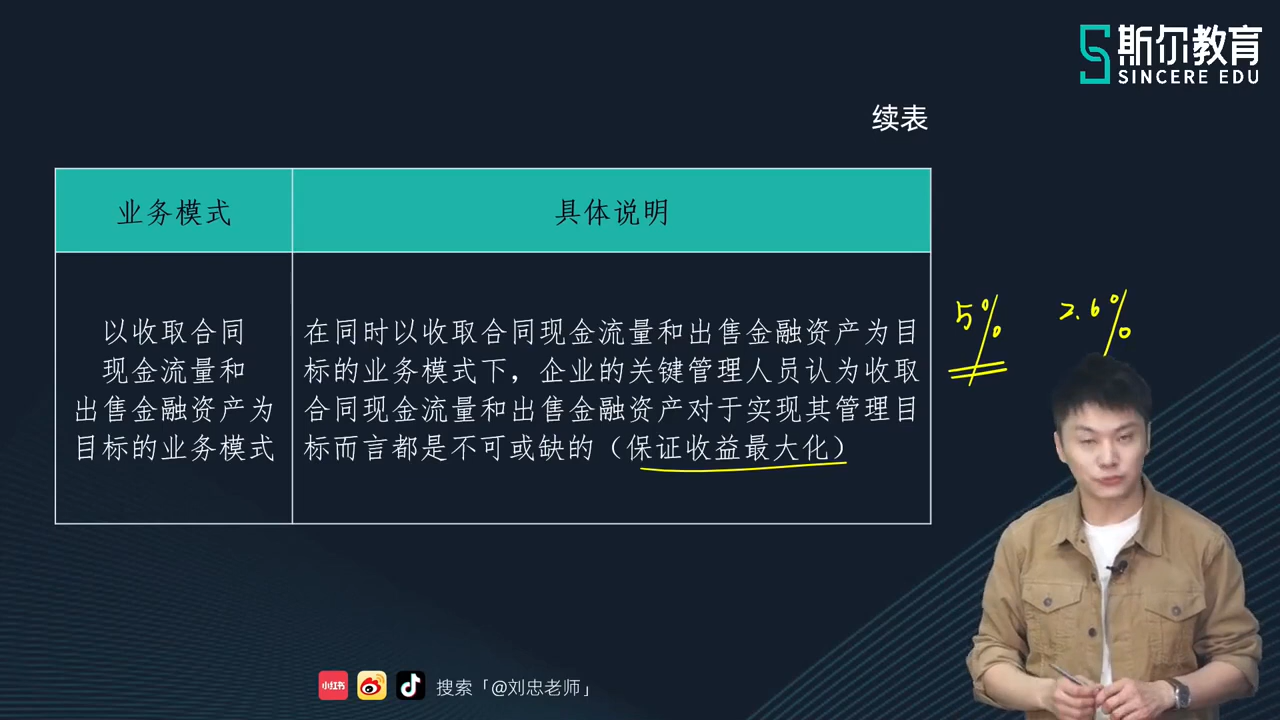 斯尔教育
SINCERE EDU
续表
业务模式
具体说明
以收取合同
现金流量和
出售金融资产为
目标的业务模式
在同时以收取合同现金流量和出售金融资产为目
标的业务模式下，企业的关键管理人员认为收取
合同现金流量和出售金融资产对于实现其管理目
标而言都是不可或缺的（保证收益最大化）
5%
2.6%
小红书
搜索「@刘忠老师」